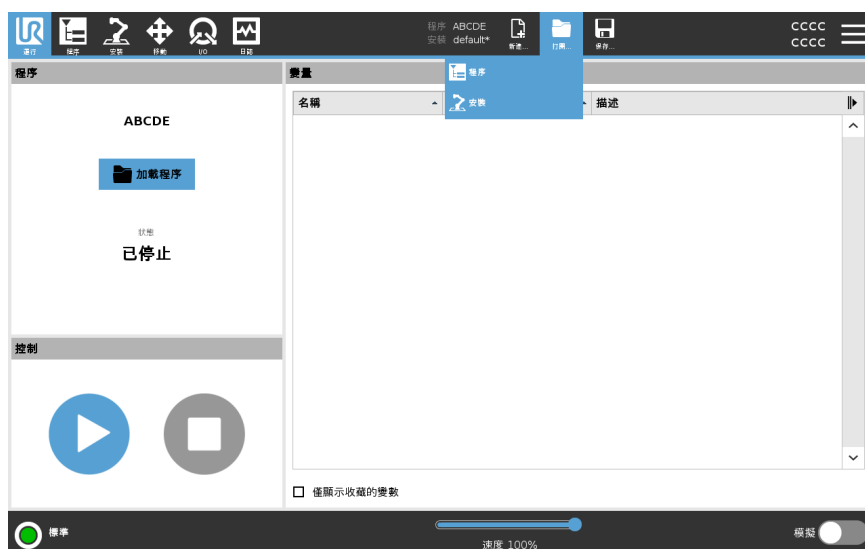 UR
運行 程序 安裝 移動 I/O 日誌
程序 ABCDE
安裝 default*
新建... 打開... 保存...
CCCC
CCCC
程序
變量
程序
安裝
名稱
描述
ABCDE
加載程序
狀態
已停止
控制
僅顯示收藏的變數
標準
速度 100%
模擬